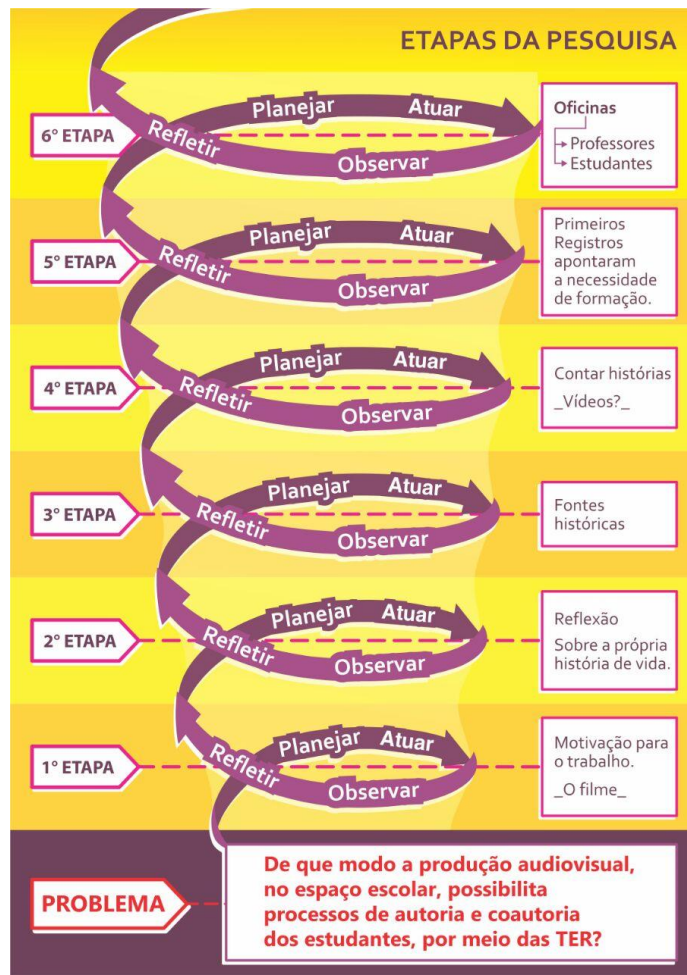 ETAPAS DA PESQUISA
Planejar
Atuar
6° ETAPA
Refletir
Observar
Oficinas
Professores
Estudantes
Planejar
Atuar
5° ETAPA
Refletir
Observar
Primeiros
Registros
apontaram
a necessidade
de formação.
Planejar
Atuar
4° ETAPA
Refletir
Observar
Contar histórias
_Vídeos?_
Planejar
Atuar
3° ETAPA
Refletir
Observar
Fontes
históricas
Planejar
Atuar
2° ETAPA
Refletir
Observar
Reflexão
Sobre a própria
história de vida.
Planejar
Atuar
1° ETAPA
Refletir
Observar
Motivação para
o trabalho.
_O filme_
PROBLEMA
De que modo a produção audiovisual,
no espaço escolar, possibilita
processos de autoria e coautoria
dos estudantes, por meio das TER?